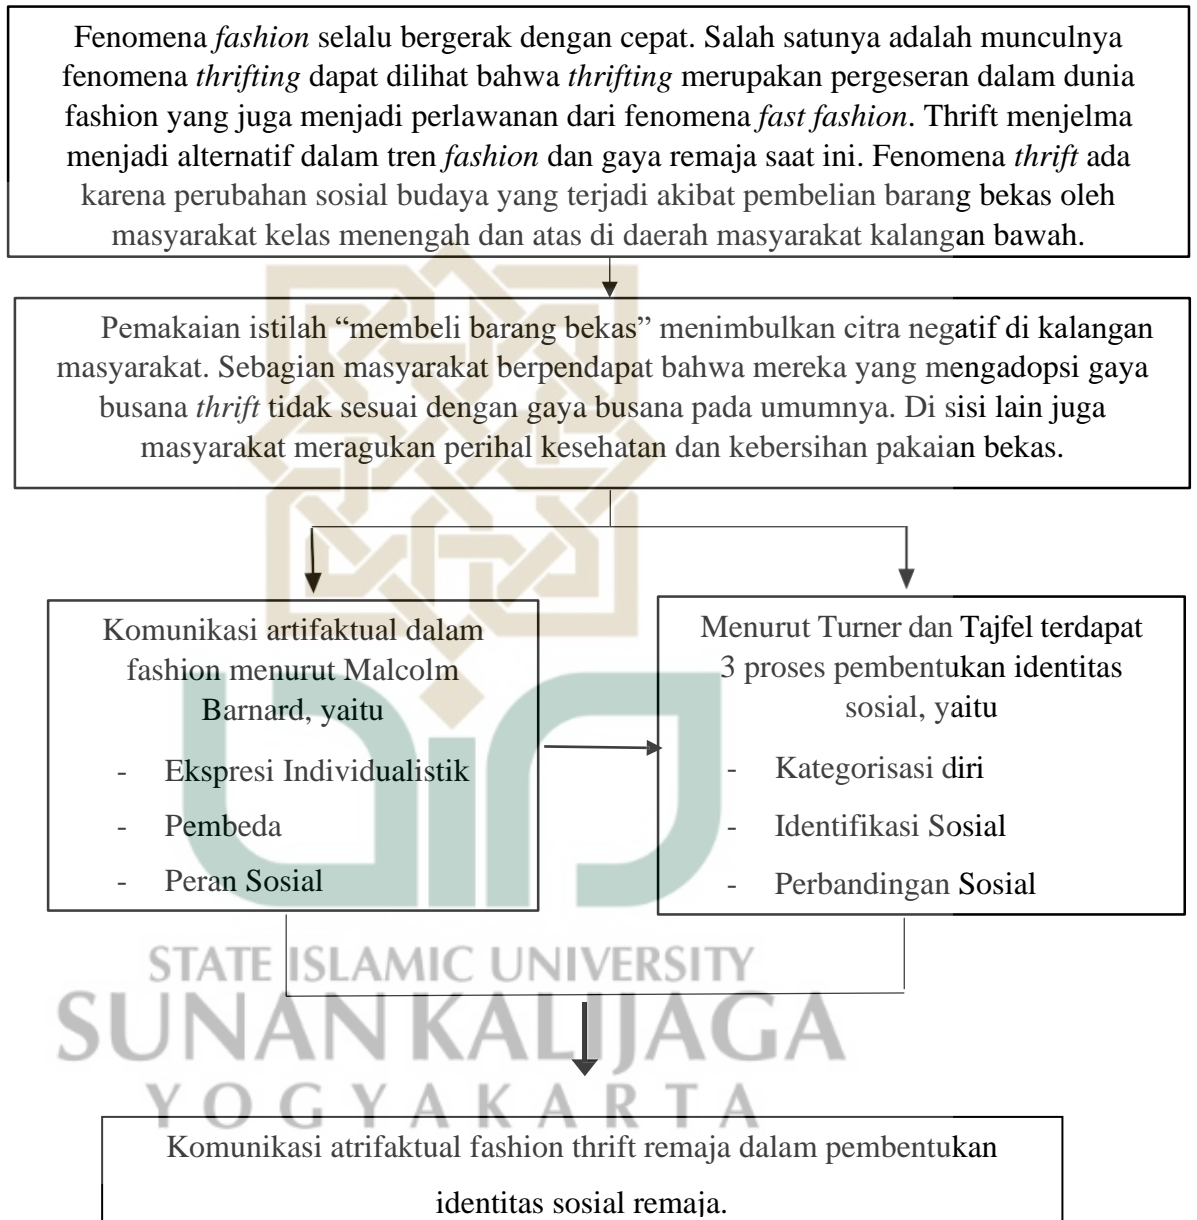 Fenomena fashion selalu bergerak dengan cepat. Salah satunya adalah munculnya
fenomena thrifting dapat dilihat bahwa thrifting merupakan pergeseran dalam dunia
fashion yang juga menjadi perlawanan dari fenomena fast fashion. Thrift menjelma
menjadi alternatif dalam tren fashion dan gaya remaja saat ini. Fenomena thrift ada
karena perubahan sosial budaya yang terjadi akibat pembelian barang bekas oleh
masyarakat kelas menengah dan atas di daerah masyarakat kalangan bawah.
Pemakaian istilah “membeli barang bekas” menimbulkan citra negatif di kalangan
masyarakat. Sebagian masyarakat berpendapat bahwa mereka yang mengadopsi gaya
busana thrift tidak sesuai dengan gaya busana pada umumnya. Di sisi lain juga
masyarakat meragukan perihal kesehatan dan kebersihan pakaian bekas.
Komunikasi artifaktual dalam
fashion menurut Malcolm
Barnard, yaitu
- Ekspresi Individualistik
- Pembeda
- Peran Sosial
Menurut Turner dan Tajfel terdapat
3 proses pembentukan identitas
sosial, yaitu
- Kategorisasi diri
- Identifikasi Sosial
- Perbandingan Sosial
STATE ISLAMIC UNIVERSITY
SUNAN KALIJAGA
YOGYAKARTA
Komunikasi atrifaktual fashion thrift remaja dalam pembentukan
identitas sosial remaja.